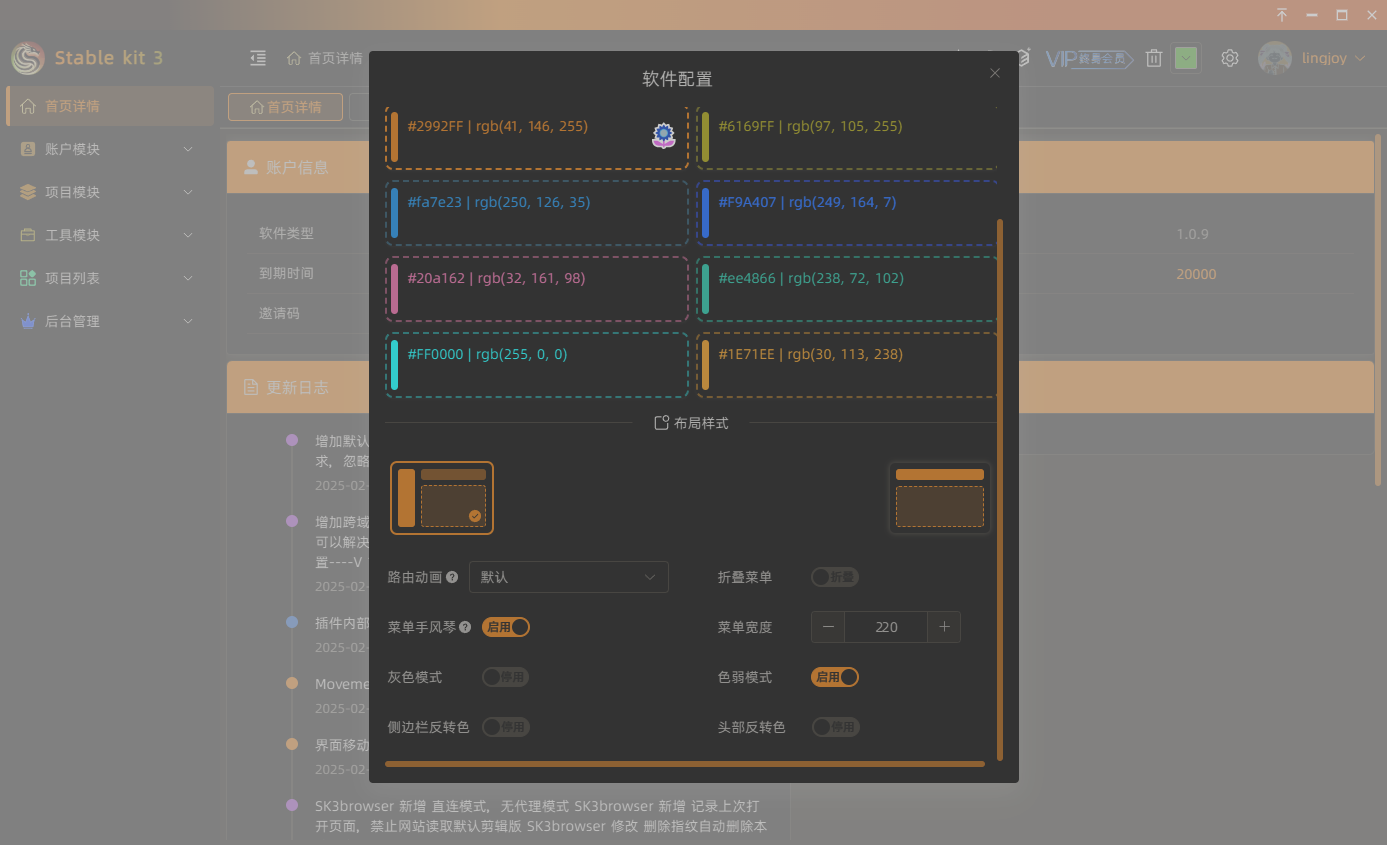 Stable kit 3
首页详情
VIP 终身会员
lingjoy
首页详情
账户模块
项目模块
工具模块
项目列表
后台管理
首页详情
账户信息
软件类型
1.0.9
到期时间
20000
邀请码
更新日志
增加默认
求，忽略
2025-02-
增加跨域
可以解决
置----V
2025-02-
插件内部
2025-02-
Moveme
2025-02-
界面移动
2025-02-
SK3browser 新增 直连模式，无代理模式 SK3browser 新增 记录上次打
开页面，禁止网站读取默认剪辑版 SK3browser 修改 删除指纹自动删除本
软件配置
#2992FF | rgb(41, 146, 255)
#6169FF | rgb(97, 105, 255)
#fa7e23 | rgb(250, 126, 35)
#F9A407 | rgb(249, 164, 7)
#20a162 | rgb(32, 161, 98)
#ee4866 | rgb(238, 72, 102)
#FF0000 | rgb(255, 0, 0)
#1E71EE | rgb(30, 113, 238)
布局样式
路由动画 ? 默认
折叠菜单 折叠
菜单手风琴 ? 启用
菜单宽度 220
灰色模式 停用
色弱模式 启用
侧边栏反转色 停用
头部反转色 停用